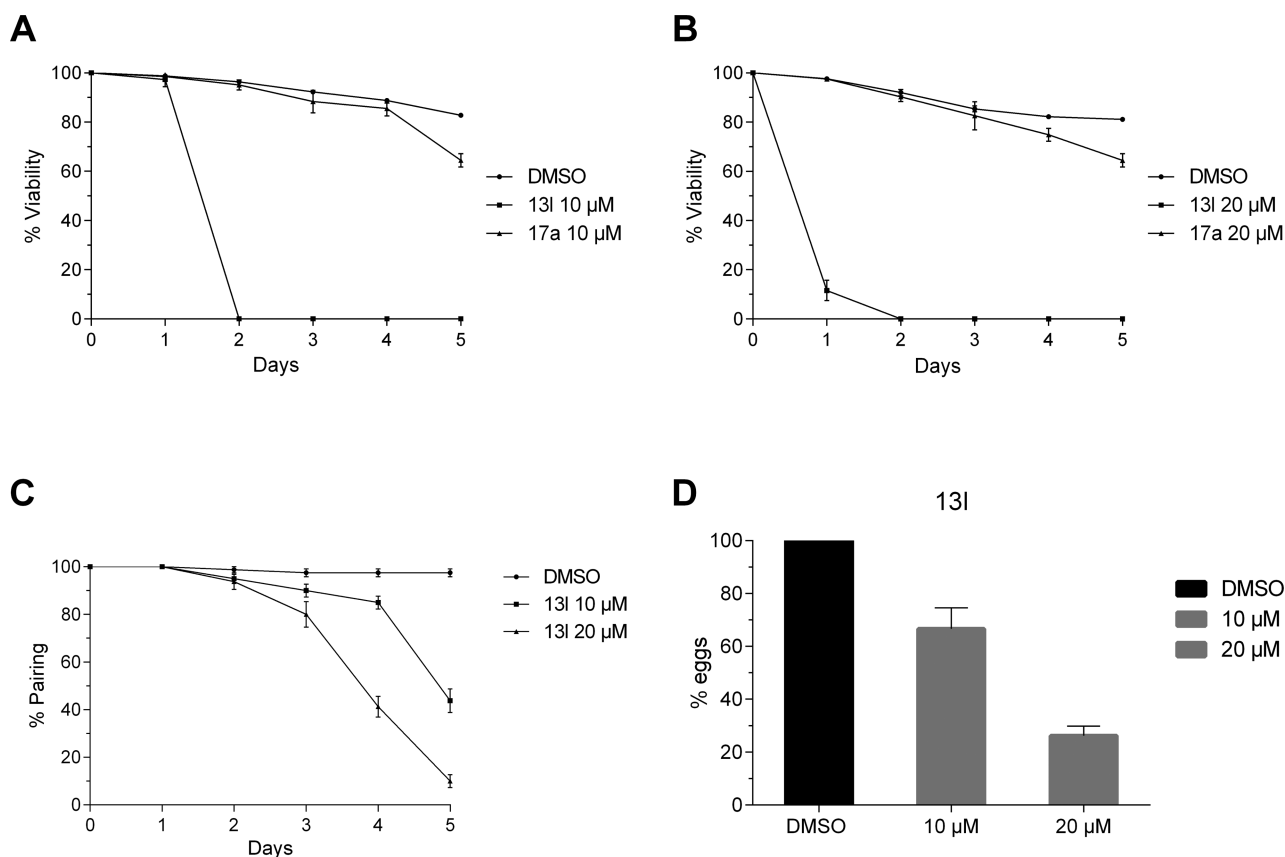 A
% Viability
100
80
60
40
20
0
0 1 2 3 4 5
Days
DMSO
13l 10 µM
17a 10 µM
B
% Viability
100
80
60
40
20
0
0 1 2 3 4 5
Days
DMSO
13l 20 µM
17a 20 µM
C
% Pairing
100
80
60
40
20
0
0 1 2 3 4 5
Days
DMSO
13l 10 µM
13l 20 µM
D
13l
% eggs
100
80
60
40
20
0
DMSO 10 µM 20 µM
DMSO
10 µM
20 µM